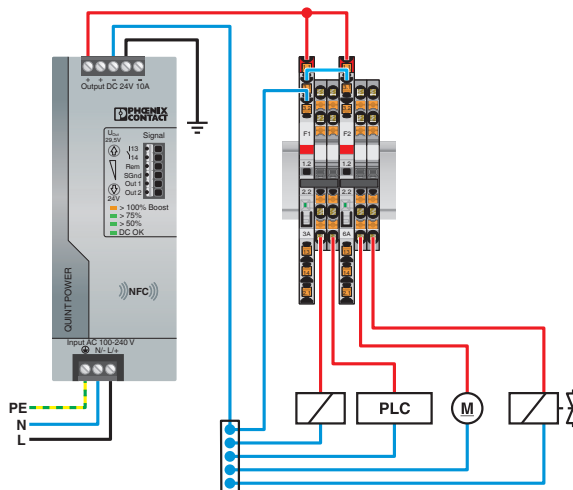 + + – – –
Output DC 24V 10A
PHŒNIX
CONTACT
UOut
29,5V
24V
Signal
13
14
Rem
SGnd
Out 1
Out 2
> 100% Boost
> 75%
> 50%
DC OK
NFC
QUINT POWER
Input AC 100-240 V
N/- L/+
PE
N
L
F1
1.2
2.2
3A
F2
1.2
2.2
6A
PLC
M